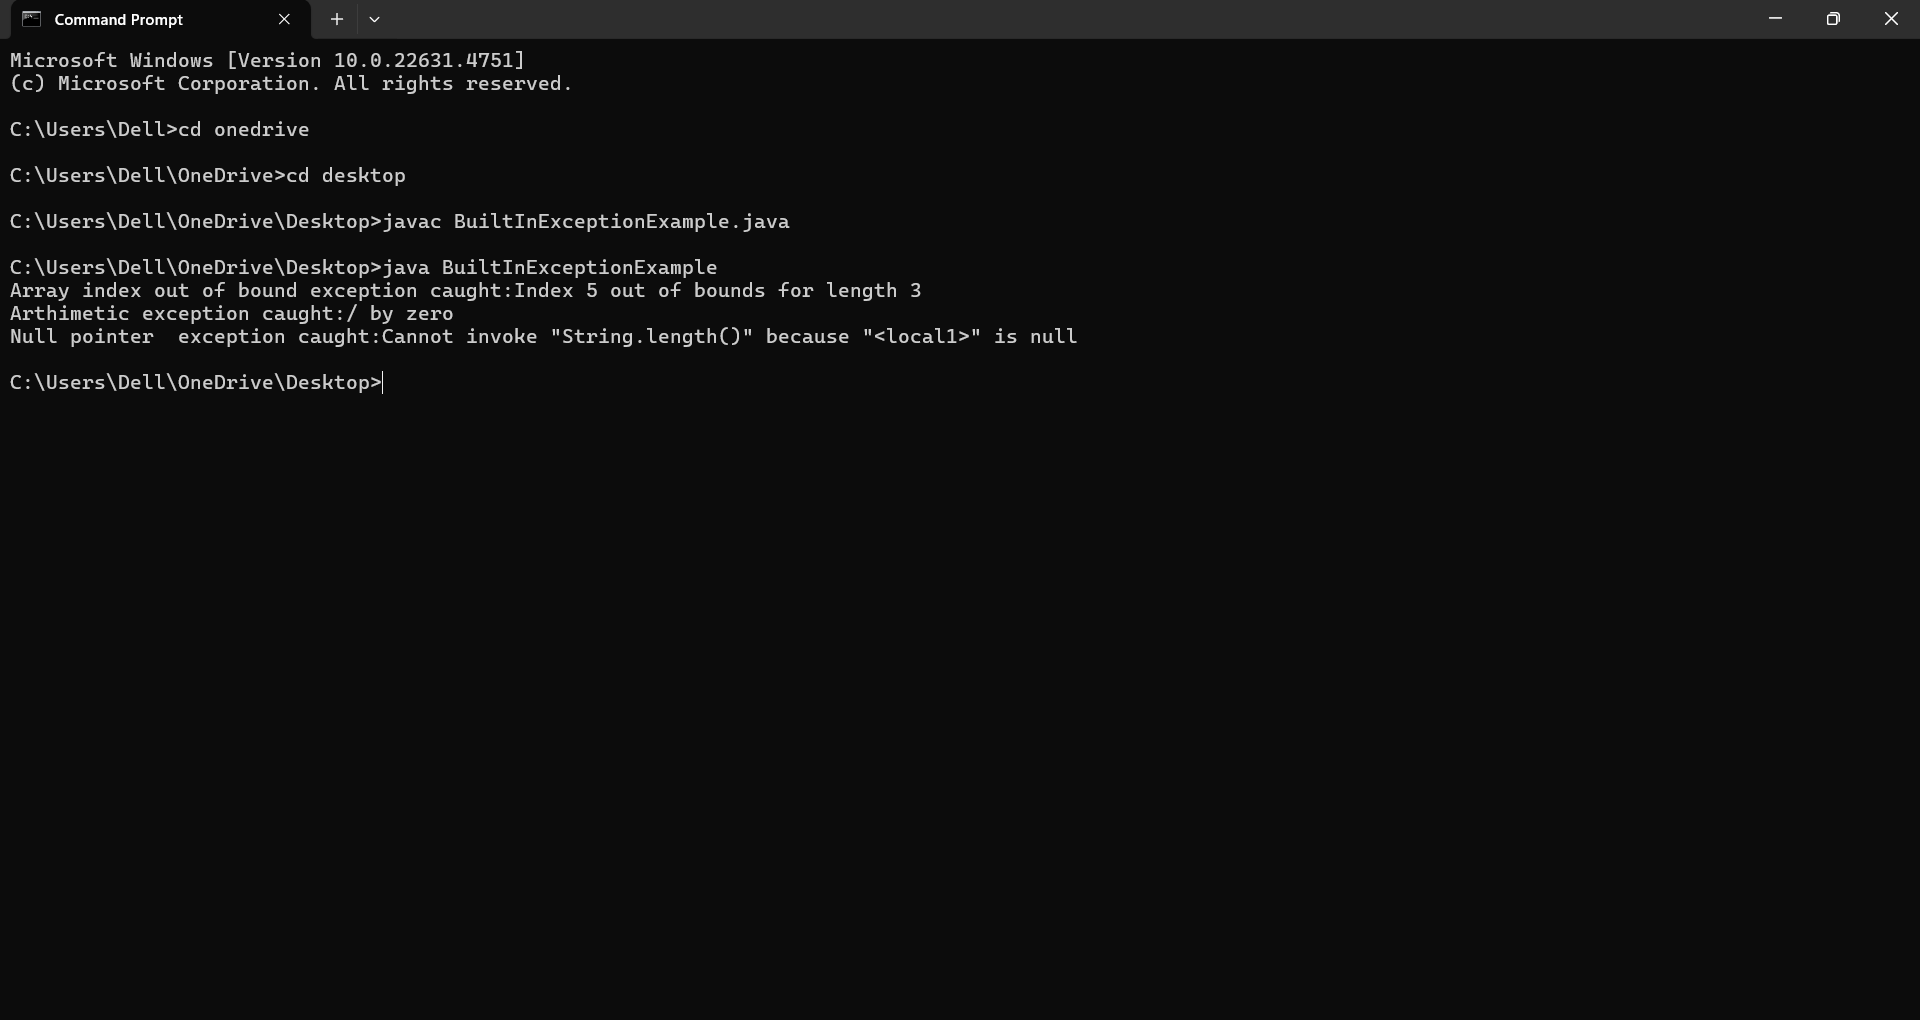 Command Prompt
Microsoft Windows [Version 10.0.22631.4751]
(c) Microsoft Corporation. All rights reserved.
C:\Users\Dell>cd onedrive
C:\Users\Dell\OneDrive>cd desktop
C:\Users\Dell\OneDrive\Desktop>javac BuiltInExceptionExample.java
C:\Users\Dell\OneDrive\Desktop>java BuiltInExceptionExample
Array index out of bound exception caught:Index 5 out of bounds for length 3
Arthimetic exception caught:/ by zero
Null pointer  exception caught:Cannot invoke "String.length()" because "<local1>" is null
C:\Users\Dell\OneDrive\Desktop>